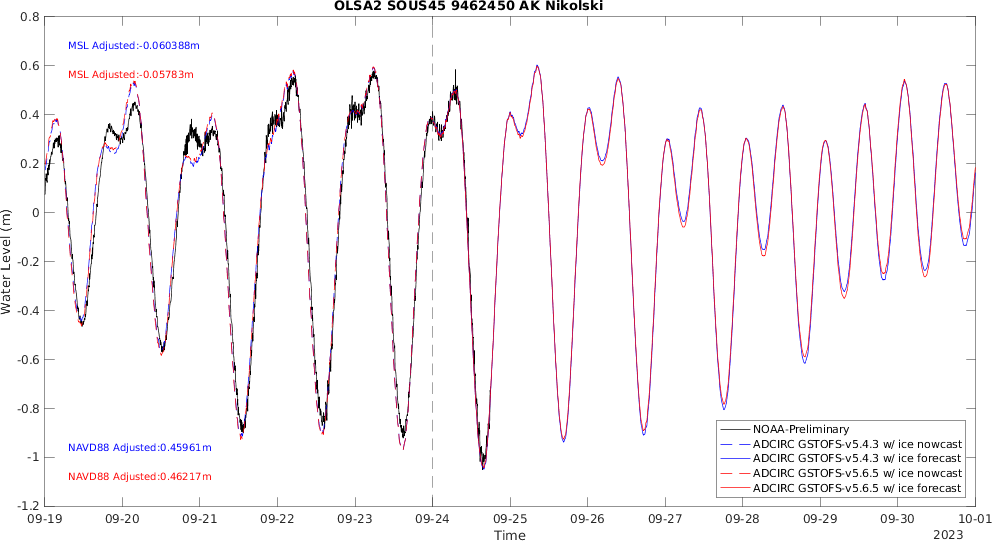 OLSA2 SOUS45 9462450 AK Nikolski
0.8
0.6
0.4
0.2
0
-0.2
-0.4
-0.6
-0.8
-1
-1.2
Water Level (m)
MSL Adjusted:-0.060388m
MSL Adjusted:-0.05783m
NAVD88 Adjusted:0.45961m
NAVD88 Adjusted:0.46217m
NOAA-Preliminary
ADCIRC GSTOFS-v5.4.3 w/ ice nowcast
ADCIRC GSTOFS-v5.4.3 w/ ice forecast
ADCIRC GSTOFS-v5.6.5 w/ ice nowcast
ADCIRC GSTOFS-v5.6.5 w/ ice forecast
09-19 09-20 09-21 09-22 09-23 09-24 09-25 09-26 09-27 09-28 09-29 09-30 10-01
Time
2023